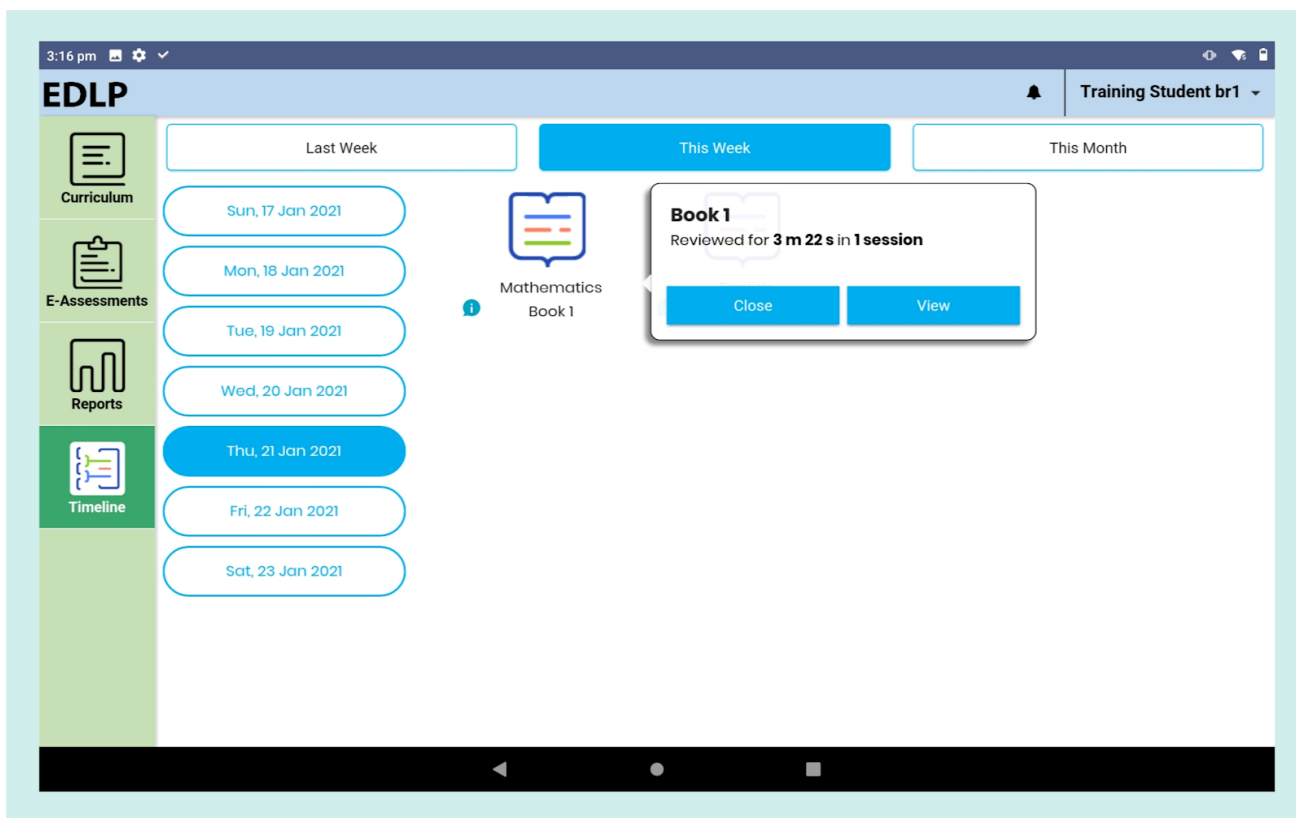 3:16 pm
EDLP
Training Student br1
Curriculum
E-Assessments
Reports
Timeline
Last Week
This Week
This Month
Sun, 17 Jan 2021
Mon, 18 Jan 2021
Tue, 19 Jan 2021
Wed, 20 Jan 2021
Thu, 21 Jan 2021
Fri, 22 Jan 2021
Sat, 23 Jan 2021
Mathematics
Book 1
Book 1
Reviewed for 3 m 22 s in 1 session
Close
View